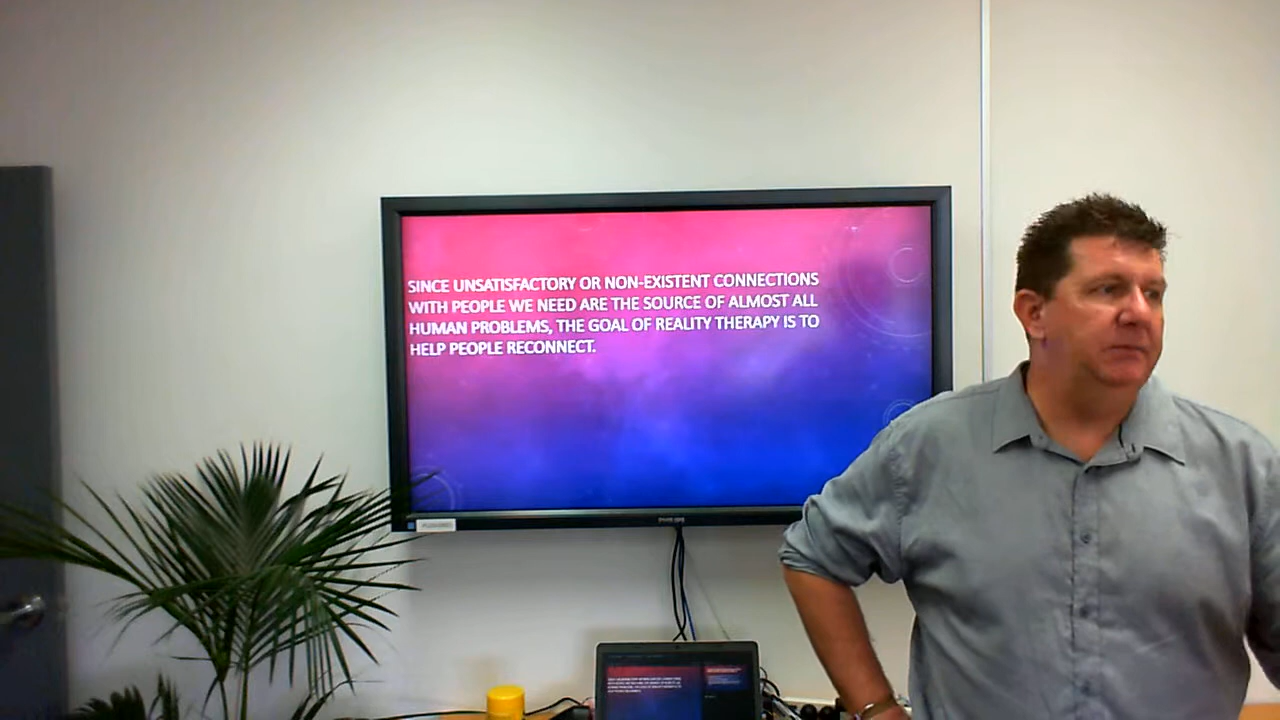 SINCE UNSATISFACTORY OR NON-EXISTENT CONNECTIONS
WITH PEOPLE WE NEED ARE THE SOURCE OF ALMOST ALL
HUMAN PROBLEMS, THE GOAL OF REALITY THERAPY IS TO
HELP PEOPLE RECONNECT.